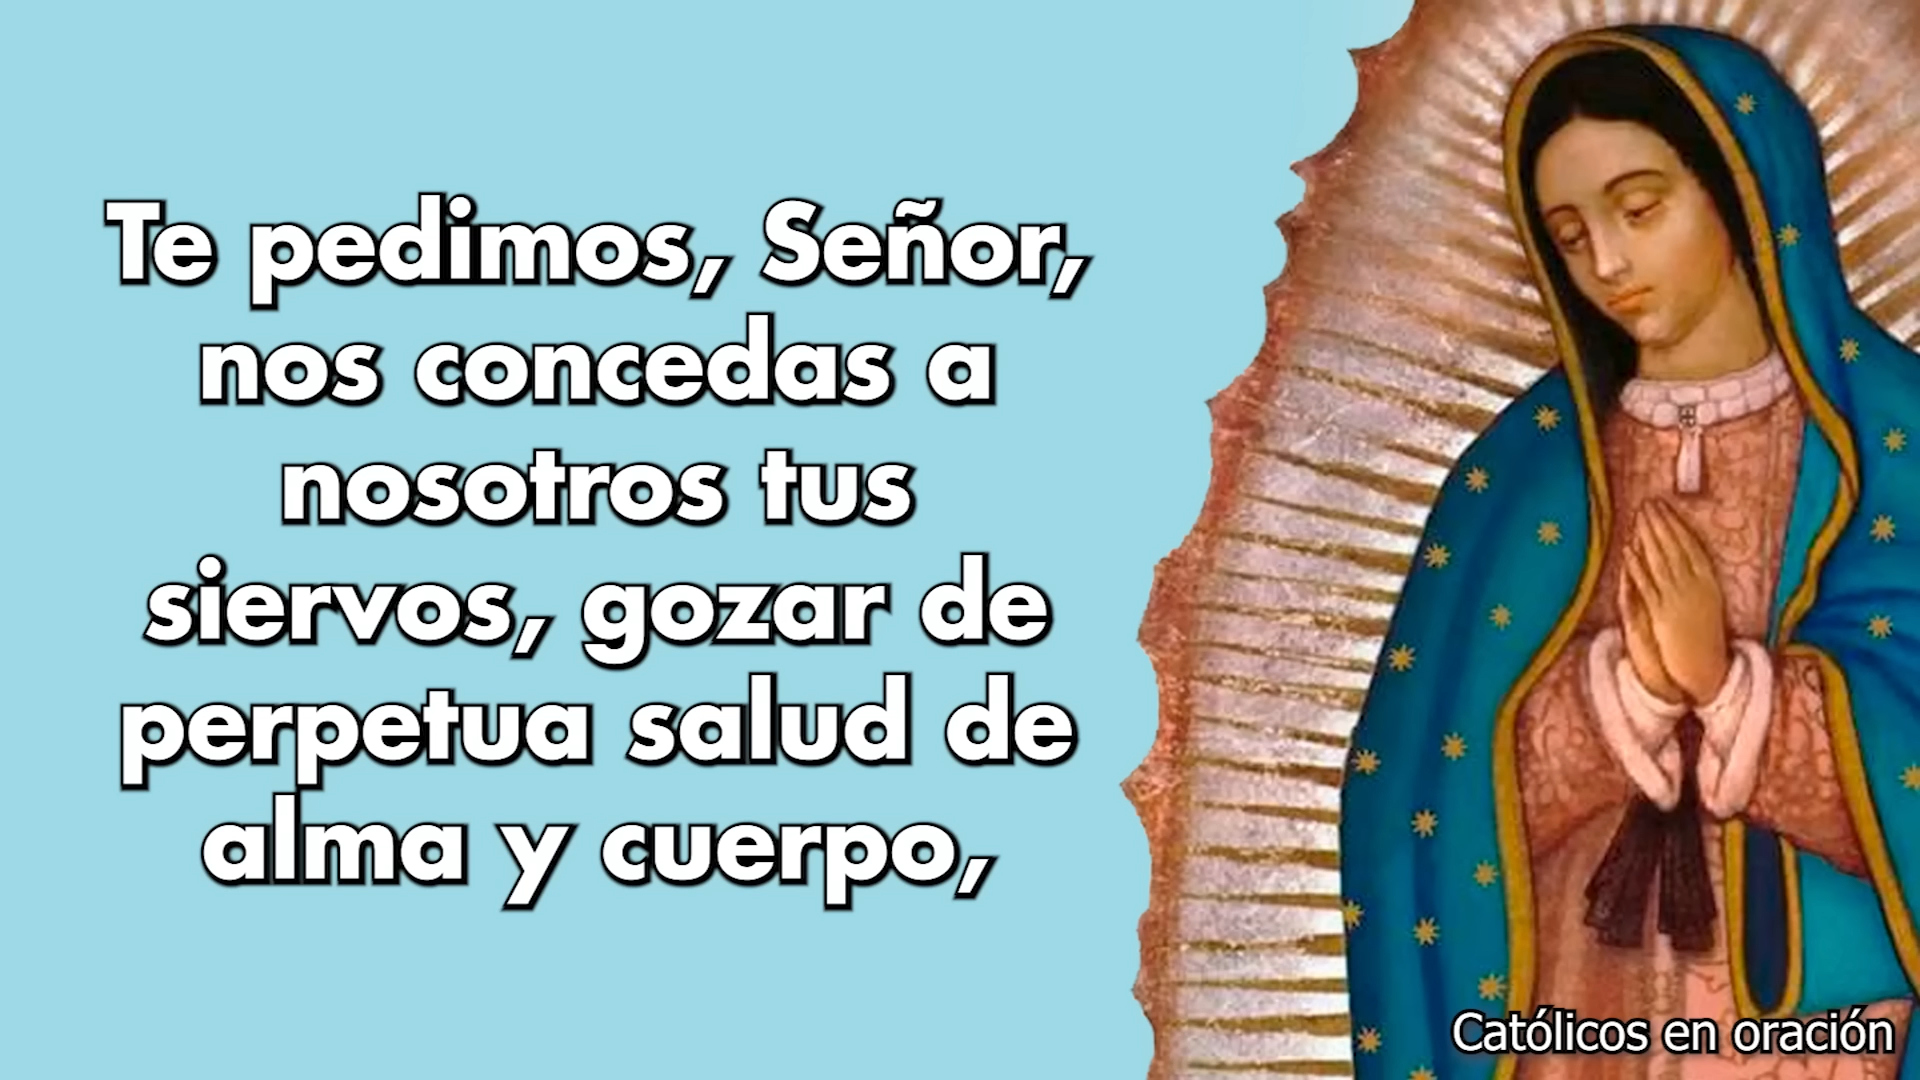 Te pedimos, Señor,
nos concedas a
nosotros tus
siervos, gozar de
perpetua salud de
alma y cuerpo,
Católicos en oración